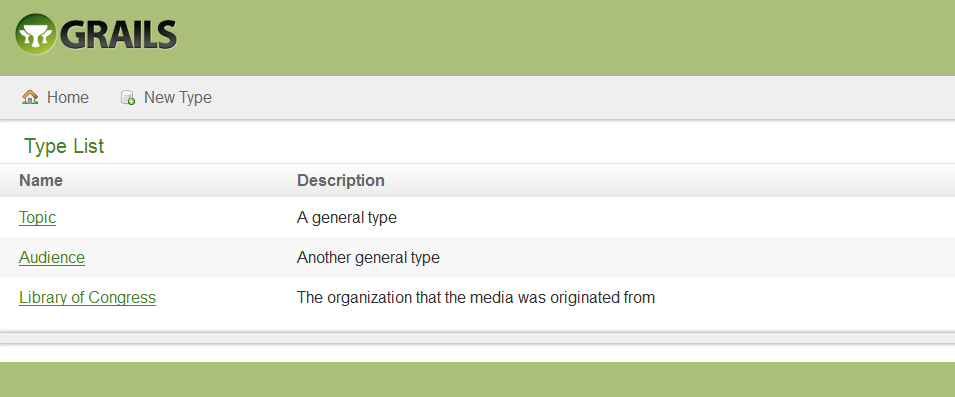 GRAILS
Home New Type
Type List
Name Description
Topic A general type
Audience Another general type
Library of Congress The organization that the media was originated from